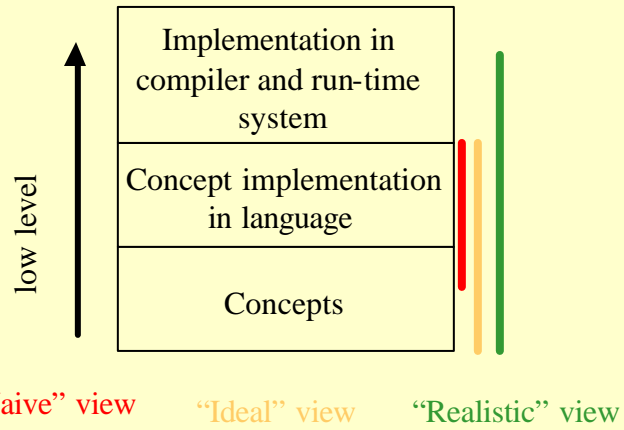 Implementation in
compiler and run-time
system
Concept implementation
in language
Concepts
low level
aive” view
“Ideal” view
“Realistic” view